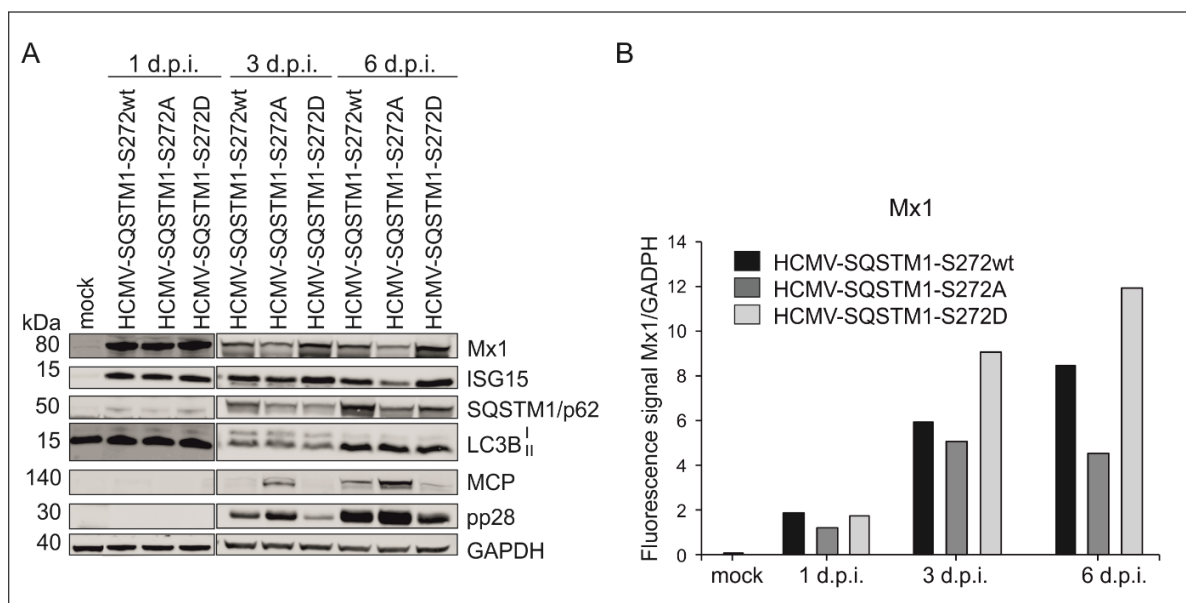 A
1 d.p.i. 3 d.p.i. 6 d.p.i.
mock
HCMV-SQSTM1-S272wt
HCMV-SQSTM1-S272A
HCMV-SQSTM1-S272D
HCMV-SQSTM1-S272wt
HCMV-SQSTM1-S272A
HCMV-SQSTM1-S272D
HCMV-SQSTM1-S272wt
HCMV-SQSTM1-S272A
HCMV-SQSTM1-S272D
kDa
80 Mx1
15 ISG15
50 SQSTM1/p62
15 LC3B I II
140 MCP
30 pp28
40 GAPDH
B
Mx1
Fluorescence signal Mx1/GADPH
14
12
10
8
6
4
2
0
HCMV-SQSTM1-S272wt
HCMV-SQSTM1-S272A
HCMV-SQSTM1-S272D
mock 1 d.p.i. 3 d.p.i. 6 d.p.i.